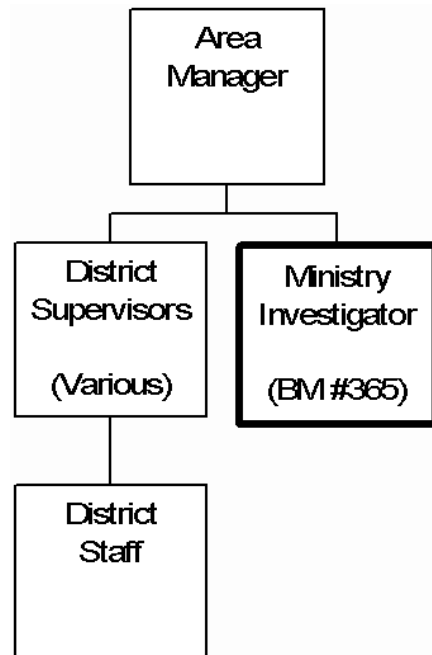 Area
Manager
District
Supervisors
(Various)
Ministry
Investigator
(BM #365)
District
Staff